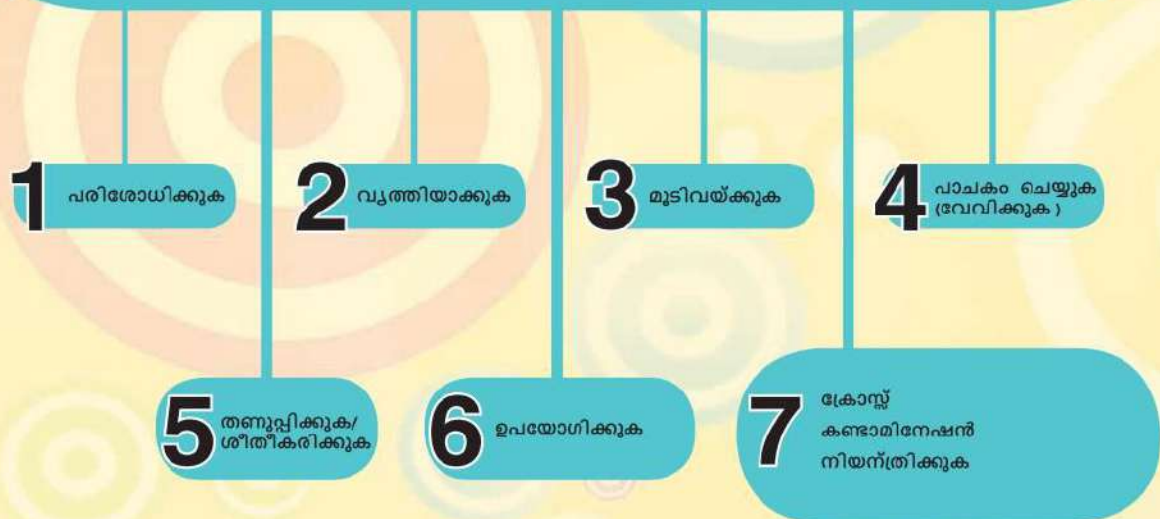 1 പരിശോധിക്കുക
2 വൃത്തിയാക്കുക
3 മൂടിവയ്ക്കുക
4 പാചകം ചെയ്യുക
(വേവിക്കുക )
5 തണുപ്പിക്കുക/
ശീതീകരിക്കുക
6 ഉപയോഗിക്കുക
7 ക്രോസ്സ്
കണ്ടാമിനേഷൻ
നിയന്ത്രിക്കുക